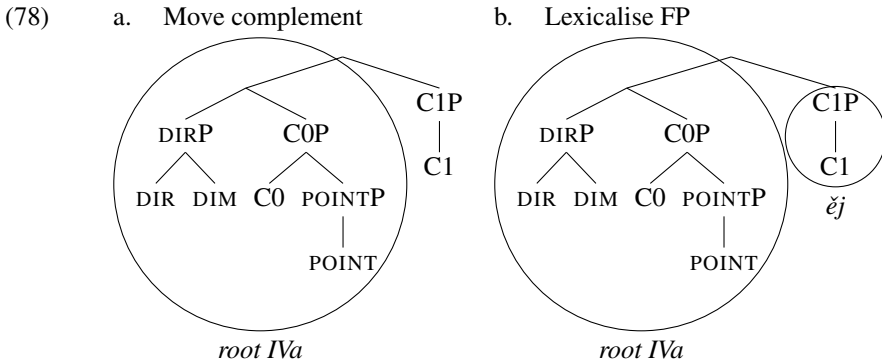 (78) a. Move complement b. Lexicalise FP
C1P C1P
DIRP C0P C1 DIRP C0P C1
DIR DIM C0 POINTP DIR DIM C0 POINTP ěj
POINT POINT
root IVa root IVa